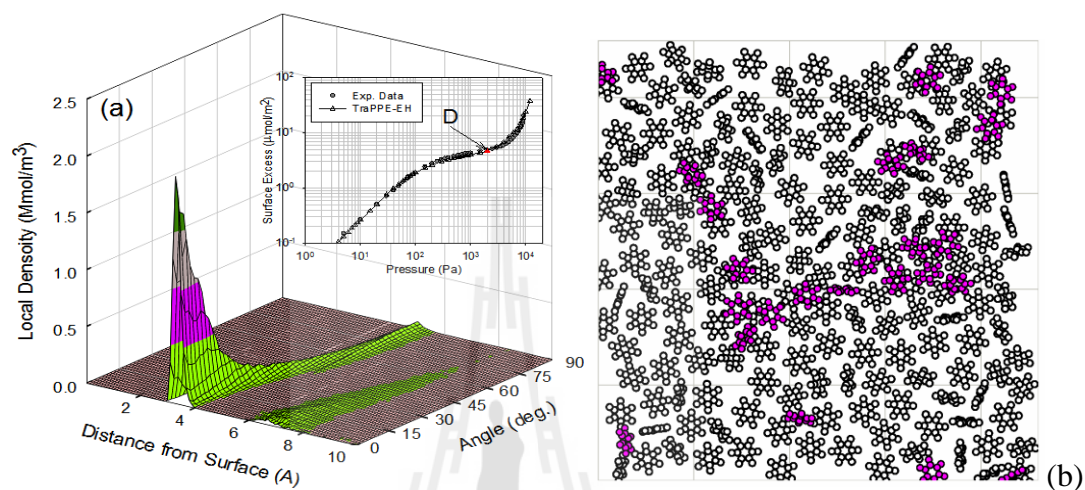 (a)
Local Density (Mmol/m³)
2.5
2.0
1.5
1.0
0.5
0.0
2
4
6
8
10
Distance from Surface (A)
0
15
30
45
60
75
90
Angle (deg.)
Exp. Data
TraPPE-EH
D
Surface Excess (μmol/m²)
10²
10¹
10⁰
10⁻¹
10⁰
10¹
10²
10³
10⁴
Pressure (Pa)
(b)